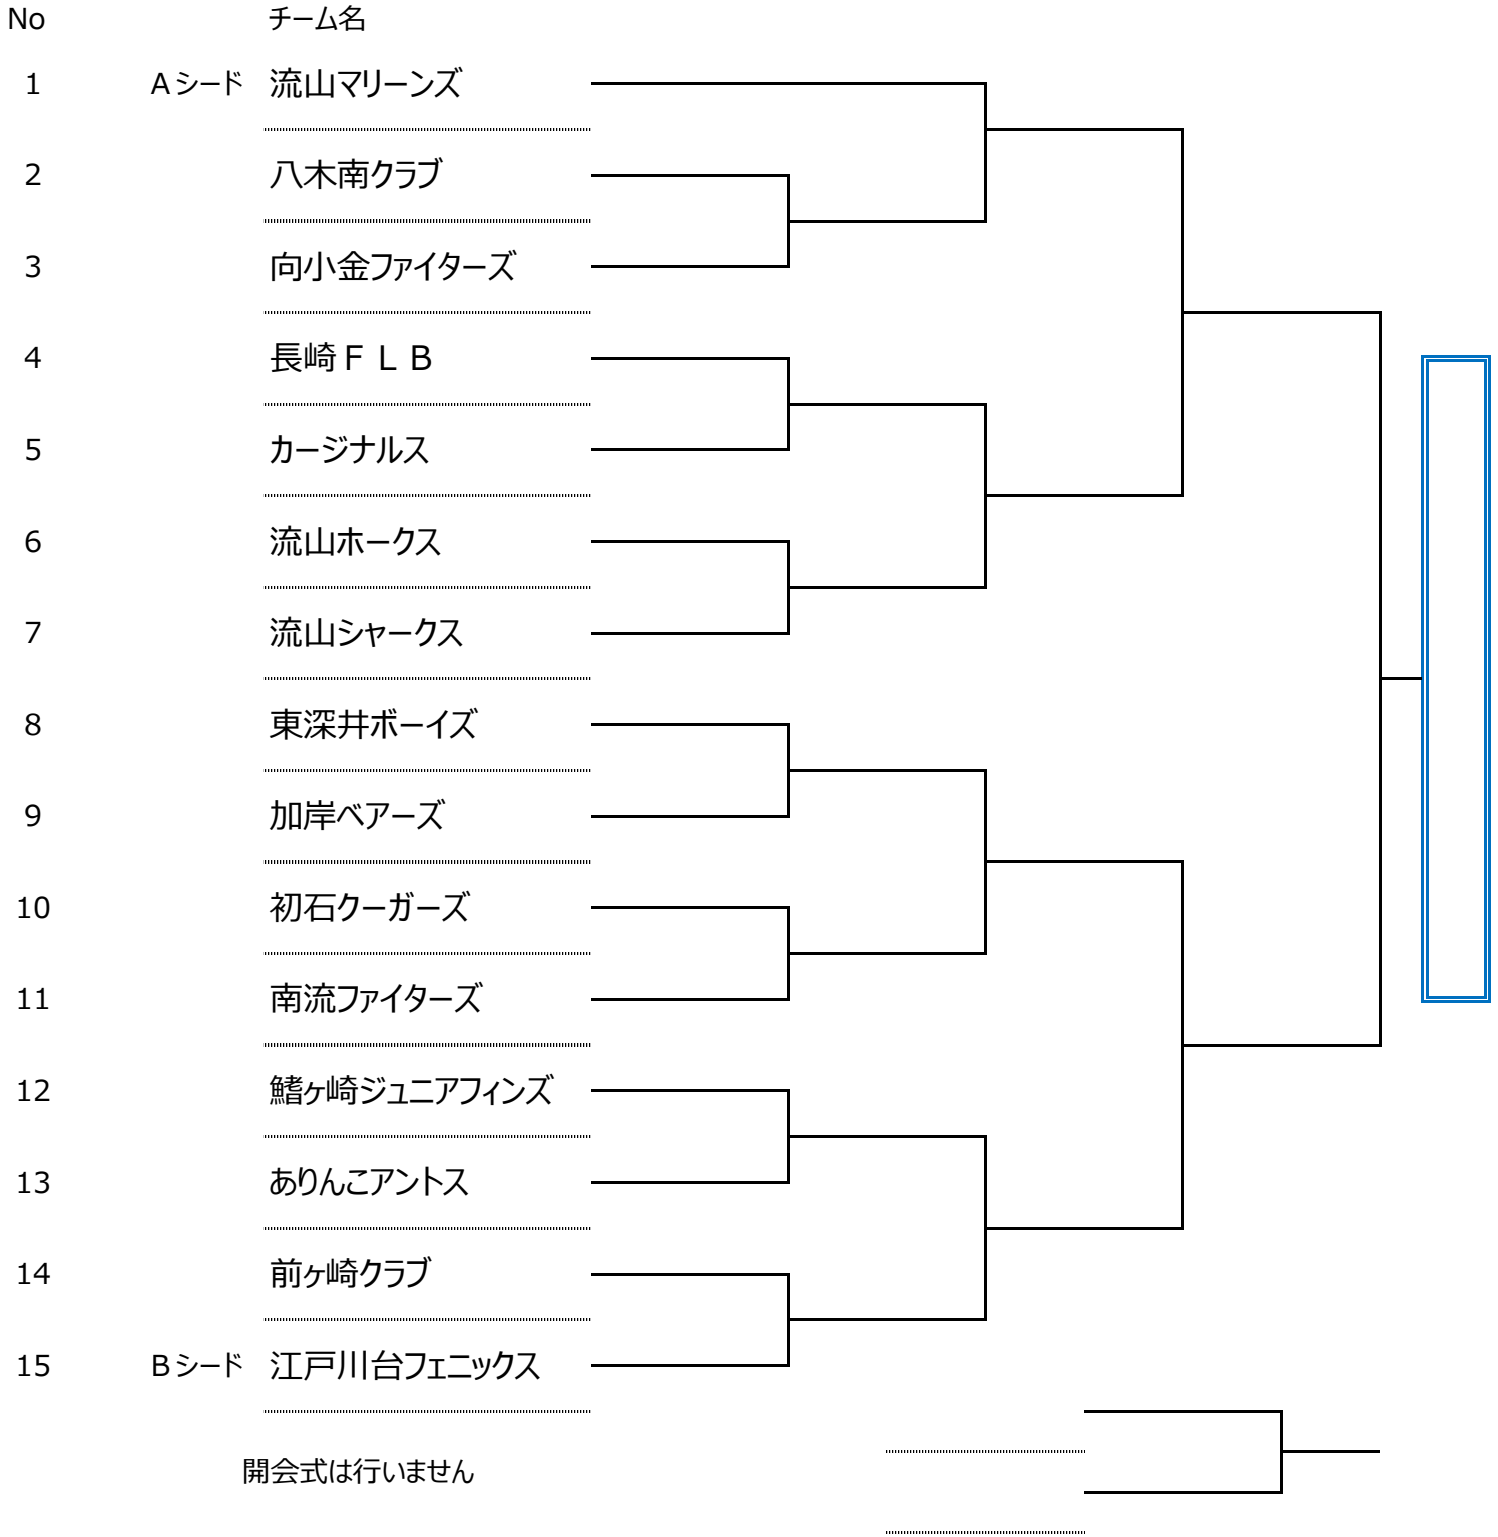 No チーム名
1 Aシード 流山マリーンズ
2 八木南クラブ
3 向小金ファイターズ
4 長崎ＦＬＢ
5 カージナルス
6 流山ホークス
7 流山シャークス
8 東深井ボーイズ
9 加岸ベアーズ
10 初石クーガーズ
11 南流ファイターズ
12 鰭ヶ崎ジュニアフィンズ
13 ありんこアントス
14 前ヶ崎クラブ
15 Bシード 江戸川台フェニックス
開会式は行いません